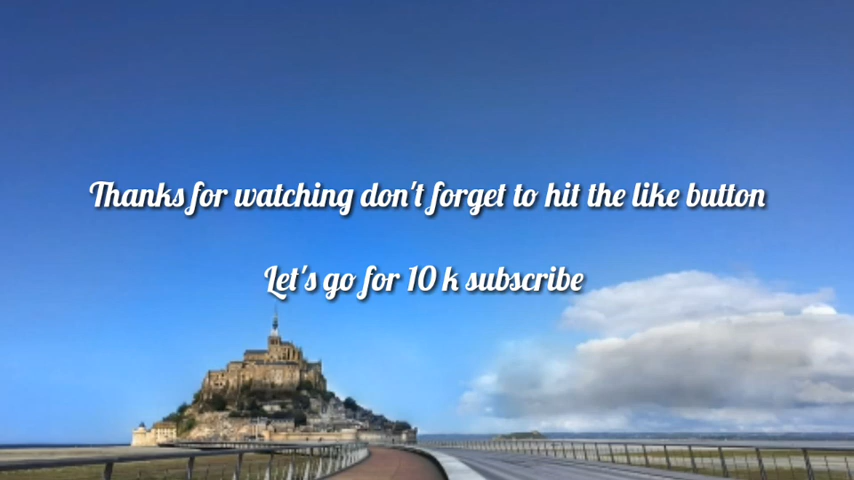 Thanks for watching don't forget to hit the like button
Let's go for 10 k subscribe